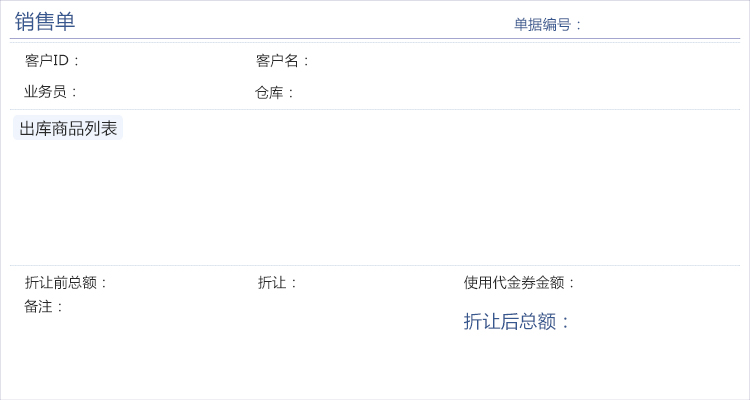 销售单 单据编号：
客户ID： 客户名：
业务员： 仓库：
出库商品列表
折让前总额： 折让： 使用代金券金额：
备注：
折让后总额：